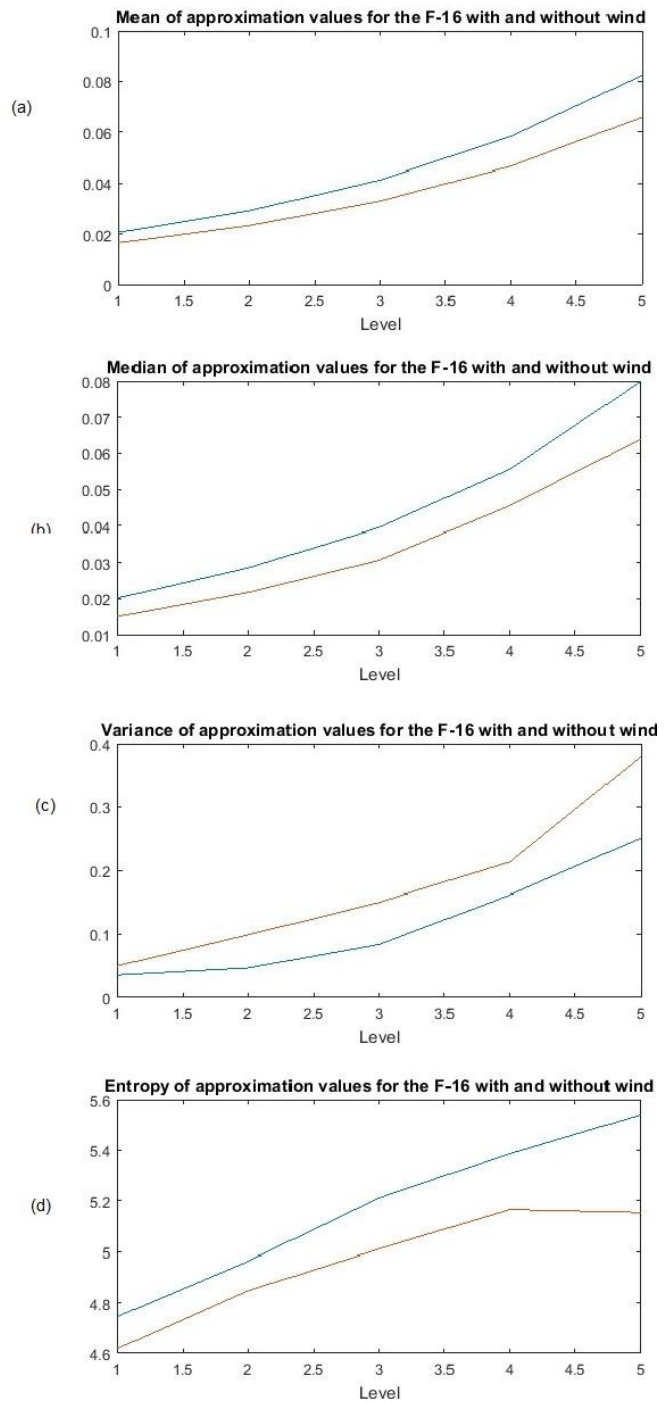 Mean of approximation values for the F-16 with and without wind
(a)
0.1
0.08
0.06
0.04
0.02
0
1 1.5 2 2.5 3 3.5 4 4.5 5
Level
Median of approximation values for the F-16 with and without wind
(b)
0.08
0.07
0.06
0.05
0.04
0.03
0.02
0.01
1 1.5 2 2.5 3 3.5 4 4.5 5
Level
Variance of approximation values for the F-16 with and without wind
(c)
0.4
0.3
0.2
0.1
0
1 1.5 2 2.5 3 3.5 4 4.5 5
Level
Entropy of approximation values for the F-16 with and without wind
(d)
5.6
5.4
5.2
5
4.8
4.6
1 1.5 2 2.5 3 3.5 4 4.5 5
Level